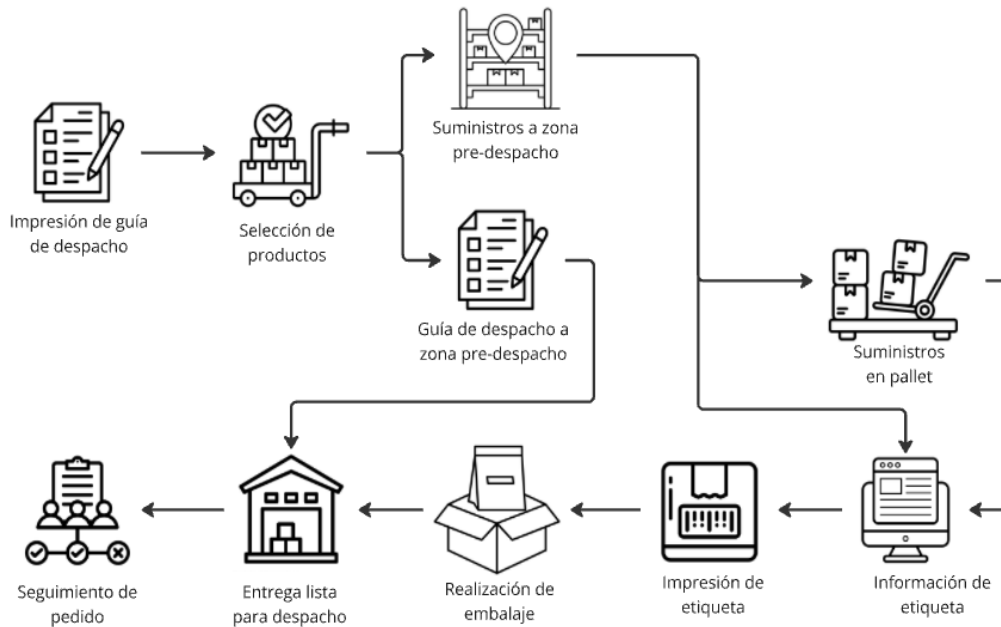 Suministros a zona
pre-despacho
Impresión de guía
de despacho
Selección de
productos
Guía de despacho a
zona pre-despacho
Suministros
en pallet
Seguimiento de
pedido
Entrega lista
para despacho
Realización de
embalaje
Impresión de
etiqueta
Información de
etiqueta